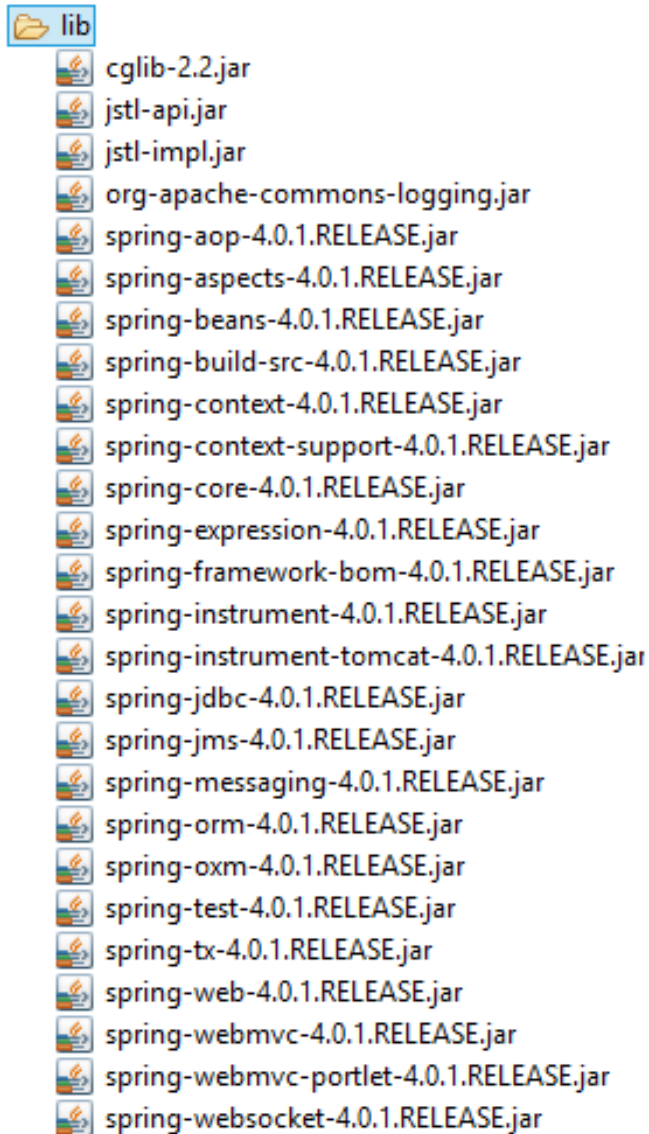 lib
cglib-2.2.jar
jstl-api.jar
jstl-impl.jar
org-apache-commons-logging.jar
spring-aop-4.0.1.RELEASE.jar
spring-aspects-4.0.1.RELEASE.jar
spring-beans-4.0.1.RELEASE.jar
spring-build-src-4.0.1.RELEASE.jar
spring-context-4.0.1.RELEASE.jar
spring-context-support-4.0.1.RELEASE.jar
spring-core-4.0.1.RELEASE.jar
spring-expression-4.0.1.RELEASE.jar
spring-framework-bom-4.0.1.RELEASE.jar
spring-instrument-4.0.1.RELEASE.jar
spring-instrument-tomcat-4.0.1.RELEASE.jar
spring-jdbc-4.0.1.RELEASE.jar
spring-jms-4.0.1.RELEASE.jar
spring-messaging-4.0.1.RELEASE.jar
spring-orm-4.0.1.RELEASE.jar
spring-oxm-4.0.1.RELEASE.jar
spring-test-4.0.1.RELEASE.jar
spring-tx-4.0.1.RELEASE.jar
spring-web-4.0.1.RELEASE.jar
spring-webmvc-4.0.1.RELEASE.jar
spring-webmvc-portlet-4.0.1.RELEASE.jar
spring-websocket-4.0.1.RELEASE.jar